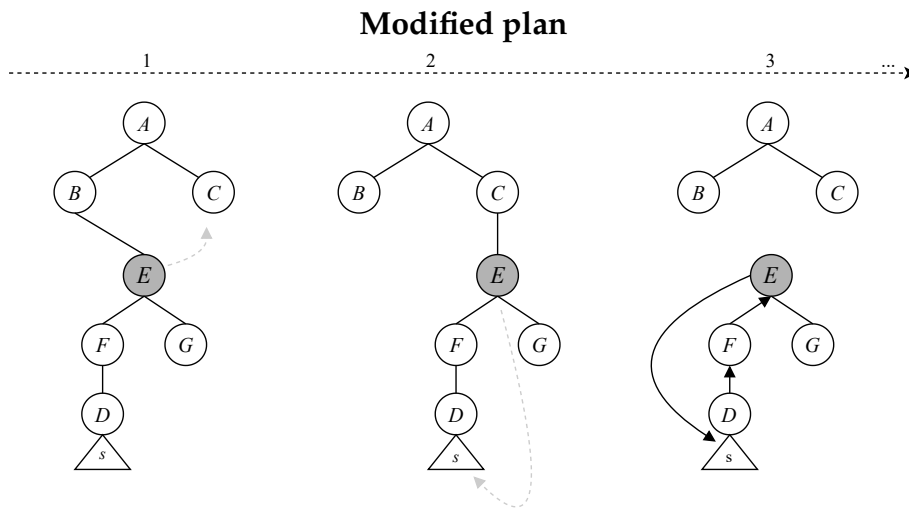 Modified plan
1 2 3 ...
A A A
B C B C B C
E E E
F G F G F G
D D D
s s s